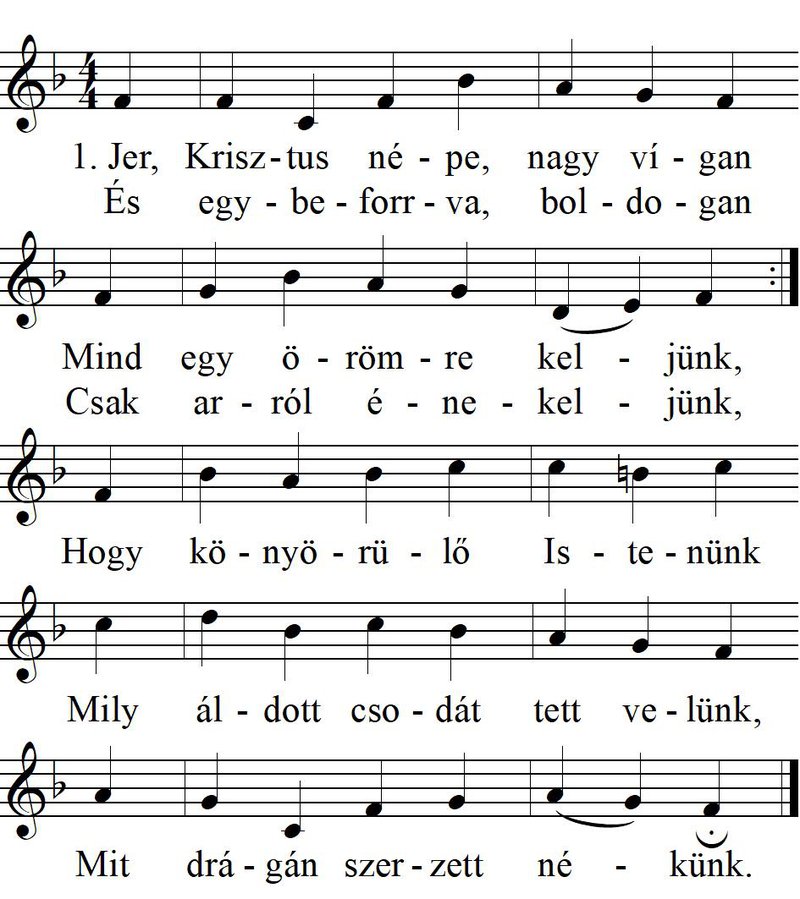 4
4
1. Jer, Krisz-tus né - pe, nagy ví - gan
És egy - be - forr - va, bol - do - gan
Mind egy ö - röm - re kel - jünk,
Csak ar - ról é - ne - kel - jünk,
Hogy kö - nyö - rü - lő Is - te - nünk
Mily ál - dott cso - dát tett ve - lünk,
Mit drá - gán szer - zett né - künk.